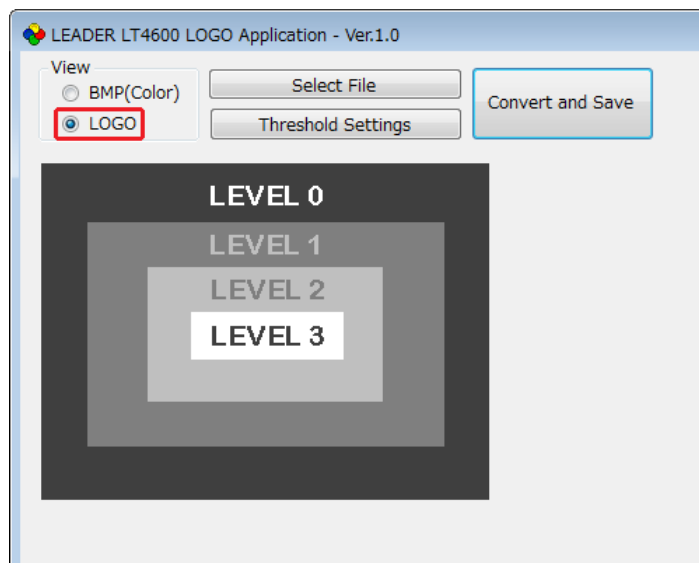 LEADER LT4600 LOGO Application - Ver.1.0
View
BMP(Color)
LOGO
Select File
Threshold Settings
Convert and Save
LEVEL 0
LEVEL 1
LEVEL 2
LEVEL 3